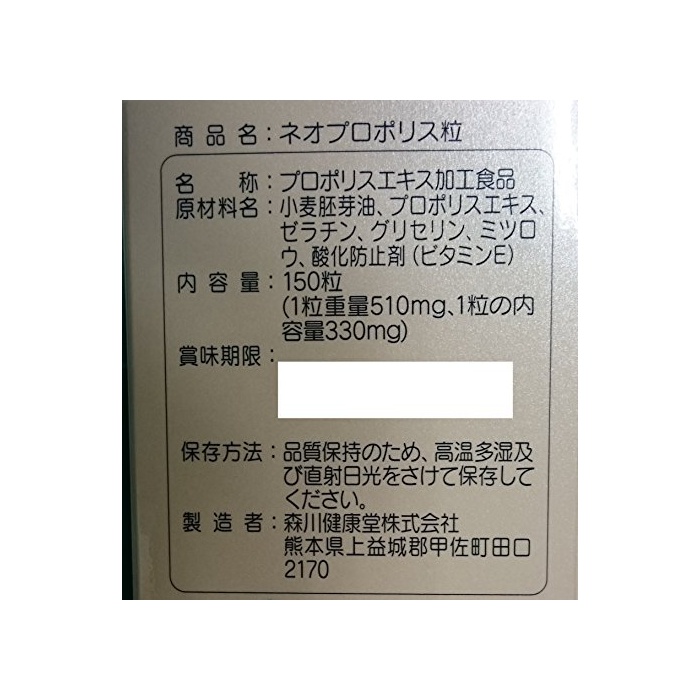 商品名：ネオプロポリス粒
名　　称：プロポリスエキス加工食品
原材料名：小麦胚芽油、プロポリスエキス、
ゼラチン、グリセリン、ミツロ
ウ、酸化防止剤（ビタミンE）
内容量：150粒
(1粒重量510mg、1粒の内
容量330mg)
賞味期限：
保存方法：品質保持のため、高温多湿及
び直射日光をさけて保存して
ください。
製造者：森川健康堂株式会社
熊本県上益城郡甲佐町田口
2170